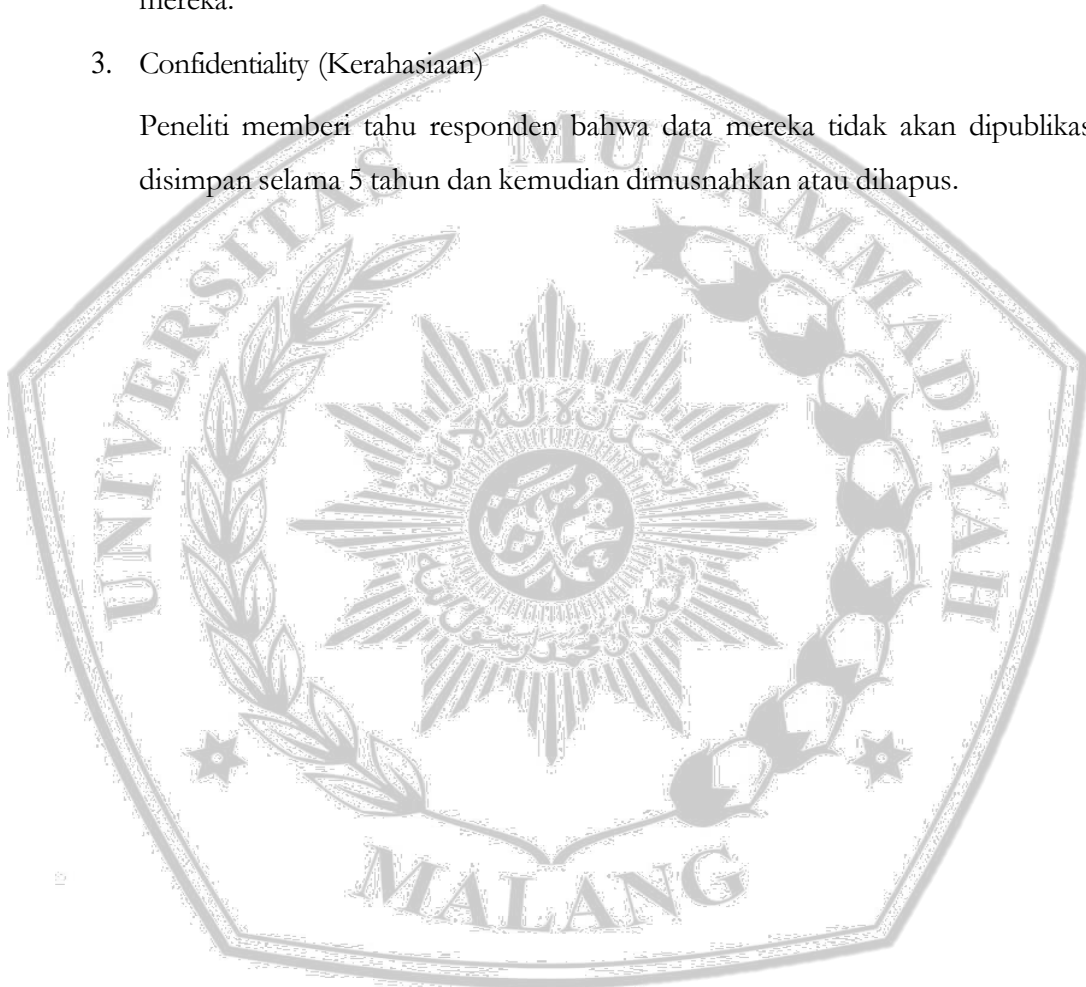 mereka.
3. Confidentiality (Kerahasiaan)
Peneliti memberi tahu responden bahwa data mereka tidak akan dipublikas
disimpan selama 5 tahun dan kemudian dimusnahkan atau dihapus.
UNIVERSITAS MUHAMMADIYAH
MALANG